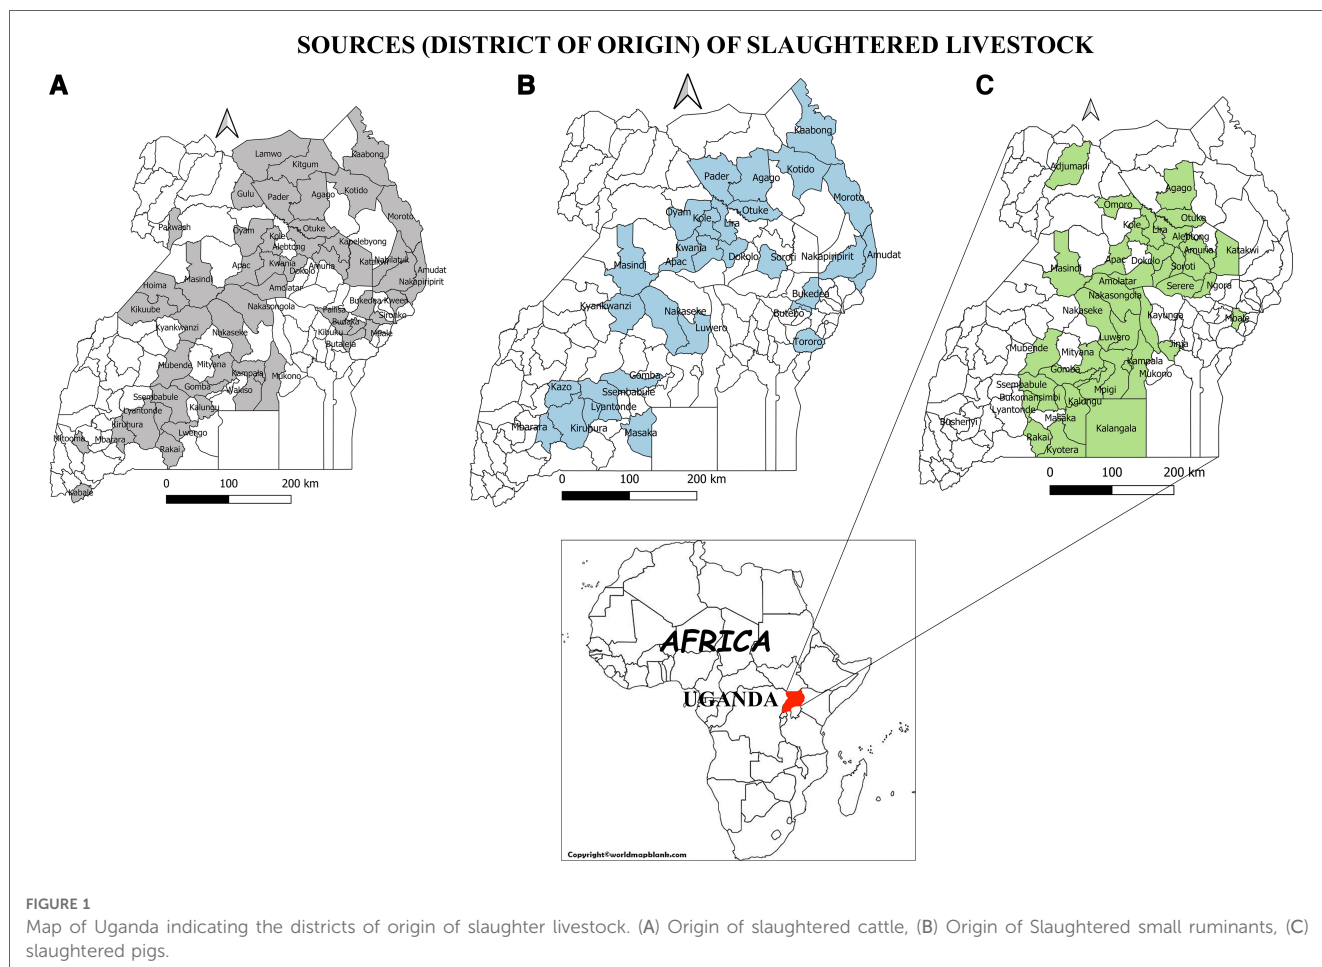 SOURCES (DISTRICT OF ORIGIN) OF SLAUGHTERED LIVESTOCK
A
Lamwo
Kitgum
Kaabong
Gulu
Pader
Agago
Kotido
Moroto
Pakwach
Oyam
Kole
Otuke
Kapelebyong
Alebtong
Apac
Kwania
Dokolo
Amuria
Katakwi
Nabilatuk
Amudat
Nakapiripirit
Hoima
Masindi
Amolatar
Kikuube
Nakasongola
Bukedea
Kween
Pallisa
Sironko
Kyankwanzi
Nakaseke
Budaka
Kibuku
Mbale
Butaleja
Mubende
Mityana
Kampala
Mukono
Gomba
Wakiso
Ssembabule
Lyantonde
Kalungu
Kiruhura
Lwengo
Mitooma
Mbarara
Rakai
Kabale
0 100 200 km
B
Kaabong
Pader
Agago
Kotido
Moroto
Oyam
Kole
Otuke
Lira
Kwania
Apac
Dokolo
Soroti
Nakapiripirit
Amudat
Masindi
Bukedea
Kyankwanzi
Nakaseke
Butebo
Luwero
Tororo
Gomba
Kazo
Ssembabule
Lyantonde
Mbarara
Kiruhura
Masaka
0 100 200 km
C
Adjumani
Agago
Omoro
Otuke
Kole
Lira
Alebtong
Amuria
Katakwi
Masindi
Apac
Dokolo
Soroti
Amolatar
Serere
Ngora
Nakasongola
Nakaseke
Kayunga
Mbale
Luwero
Jinja
Mubende
Mityana
Kampala
Gomba
Mukono
Ssembabule
Mpigi
Bukomansimbi
Kalungu
Lyantonde
Masaka
Bushenyi
Kalangala
Rakai
Kyotera
0 100 200 km
AFRICA
UGANDA
Copyright©worldmapblank.com
FIGURE 1
Map of Uganda indicating the districts of origin of slaughter livestock. (A) Origin of slaughtered cattle, (B) Origin of Slaughtered small ruminants, (C)
slaughtered pigs.